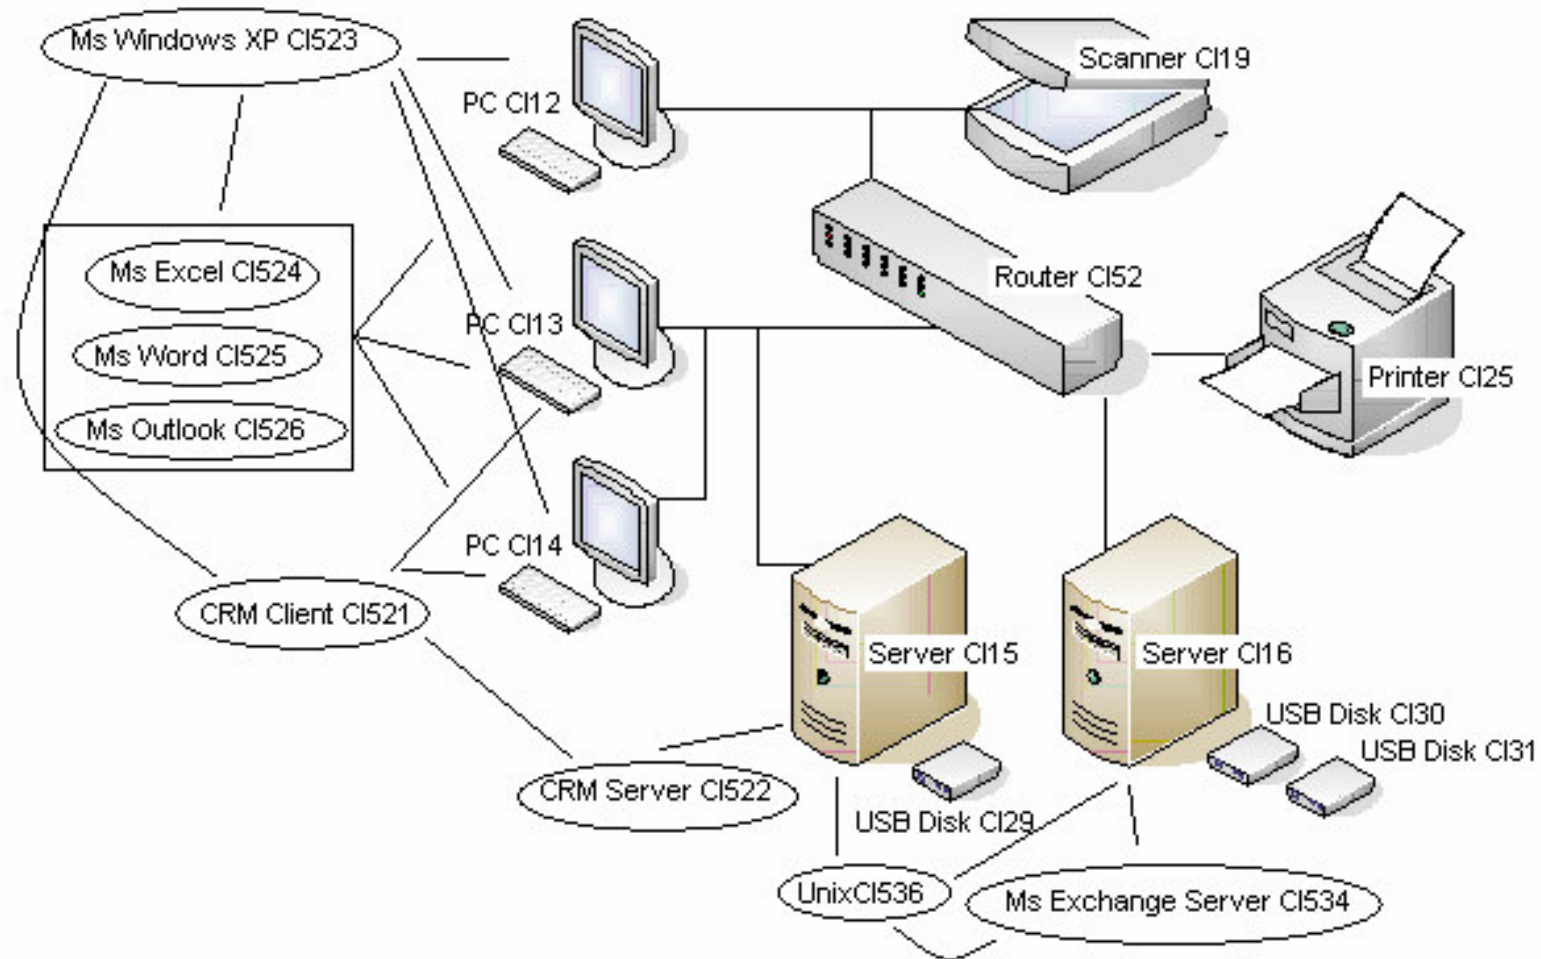 Ms Windows XP CI523
Scanner CI19
PC CI12
Ms Excel CI524
Router CI52
PC CI13
Ms Word CI525
Printer CI25
Ms Outlook CI526
PC CI14
CRM Client CI521
Server CI15
Server CI16
USB Disk CI30
USB Disk CI31
CRM Server CI522
USB Disk CI29
UnixCI536
Ms Exchange Server CI534